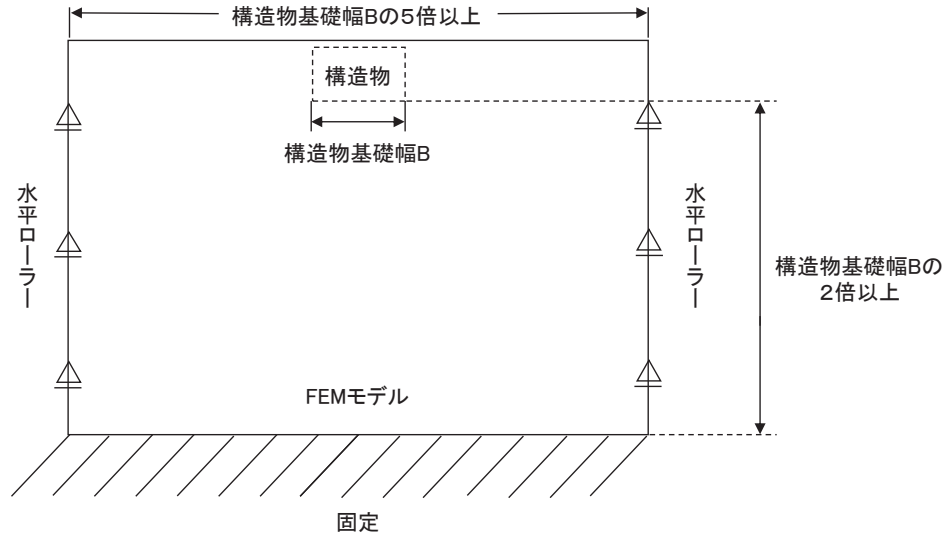 構造物基礎幅Bの5倍以上
構造物
構造物基礎幅B
水平ローラー
水平ローラー
構造物基礎幅Bの
2倍以上
FEMモデル
固定